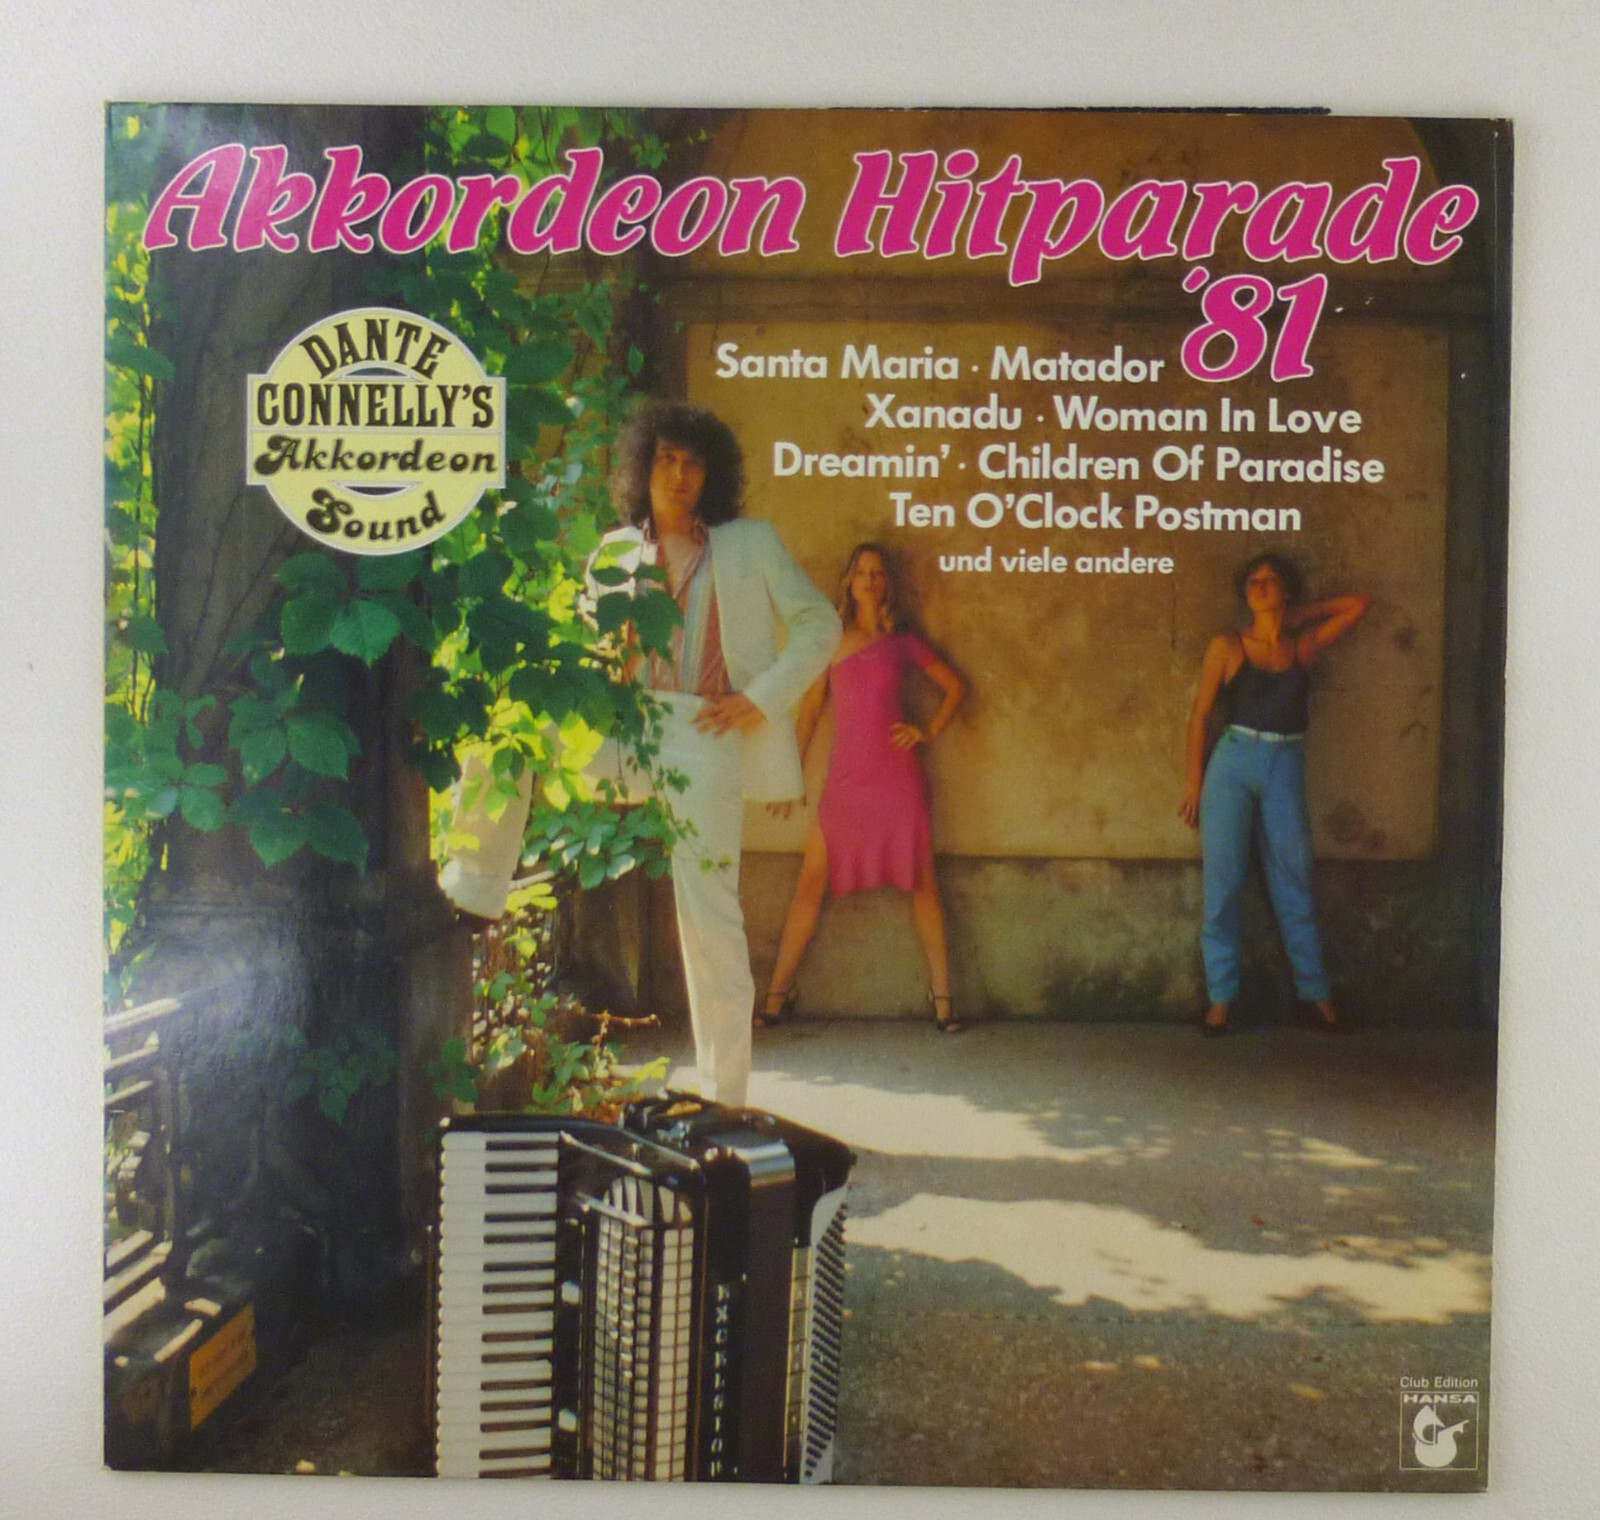 Akkordeon Hitparade
'81
DANTE
CONNELLY'S
Akkordeon
Sound
Santa Maria · Matador
Xanadu · Woman In Love
Dreamin' · Children Of Paradise
Ten O'Clock Postman
und viele andere
EXCELSIOR
Club Edition
HANSA